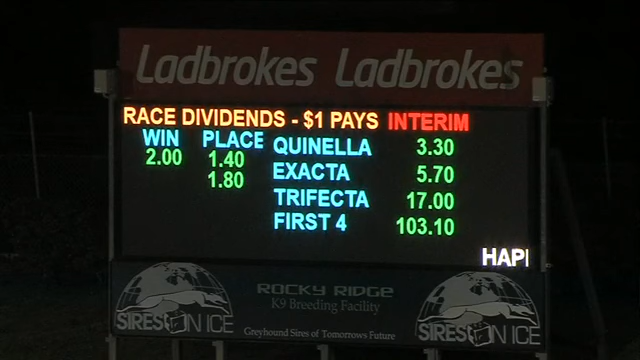 Ladbrokes Ladbrokes
RACE DIVIDENDS - $1 PAYS INTERIM
WIN PLACE QUINELLA 3.30
2.00 1.40 EXACTA 5.70
1.80 TRIFECTA 17.00
FIRST 4 103.10
HAPI
ROCKY RIDGE
K9 Breeding Facility
SIRES ON ICE
SIRES ON ICE
Greyhound Sires of Tomorrows Future